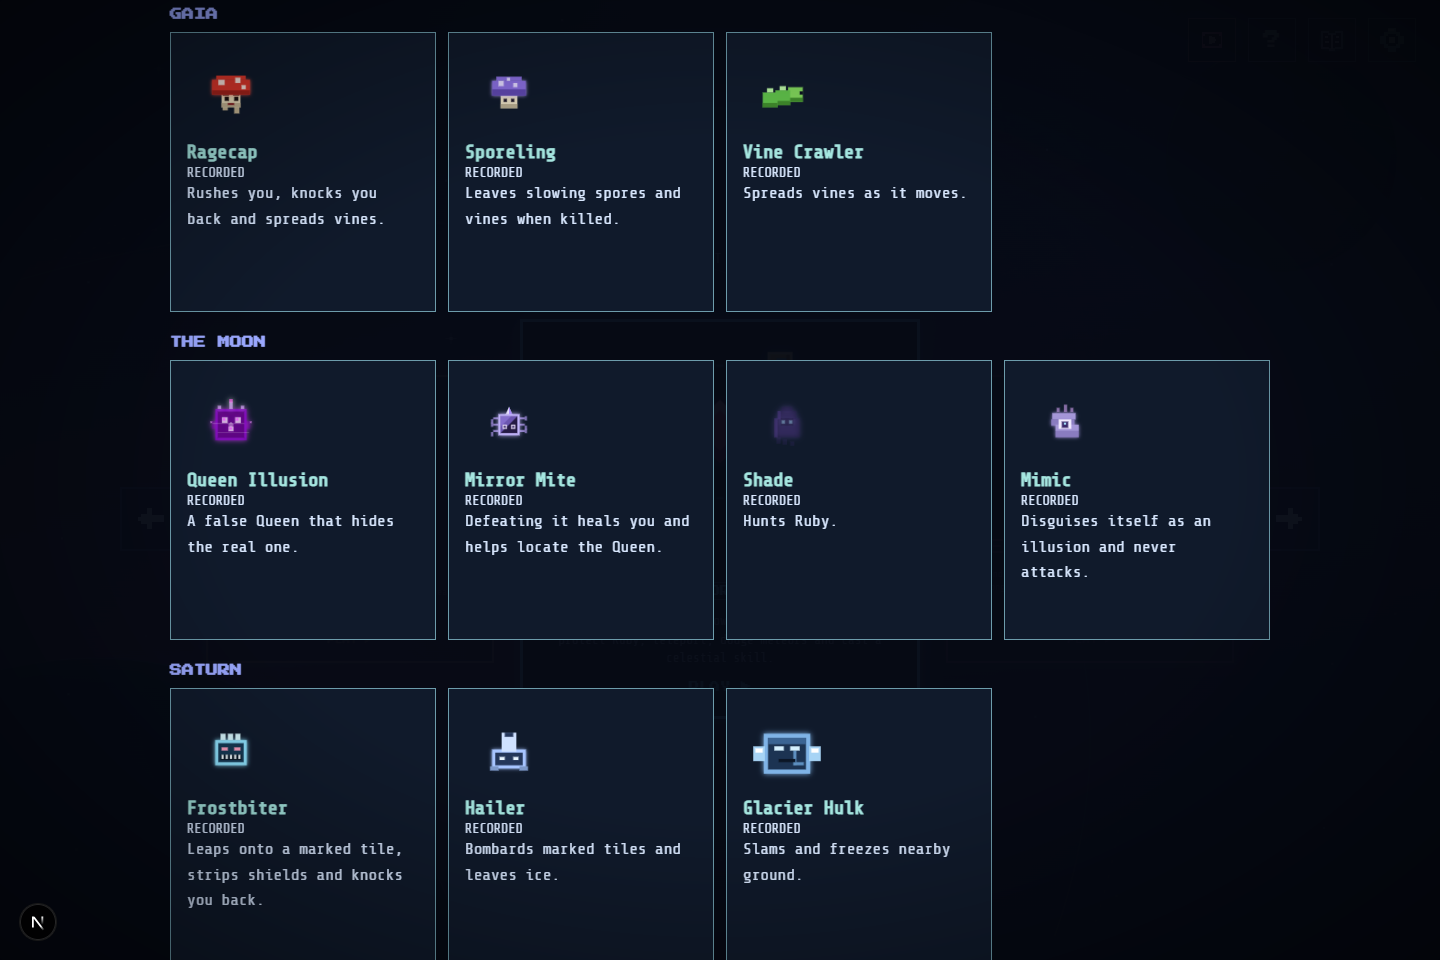 GAIA
Ragecap
RECORDED
Rushes you, knocks you
back and spreads vines.
Sporeling
RECORDED
Leaves slowing spores and
vines when killed.
Vine Crawler
RECORDED
Spreads vines as it moves.
THE MOON
Queen Illusion
RECORDED
A false Queen that hides
the real one.
Mirror Mite
RECORDED
Defeating it heals you and
helps locate the Queen.
Shade
RECORDED
Hunts Ruby.
Mimic
RECORDED
Disguises itself as an
illusion and never
attacks.
SATURN
Frostbiter
RECORDED
Leaps onto a marked tile,
strips shields and knocks
you back.
Hailer
RECORDED
Bombards marked tiles and
leaves ice.
Glacier Hulk
RECORDED
Slams and freezes nearby
ground.
N